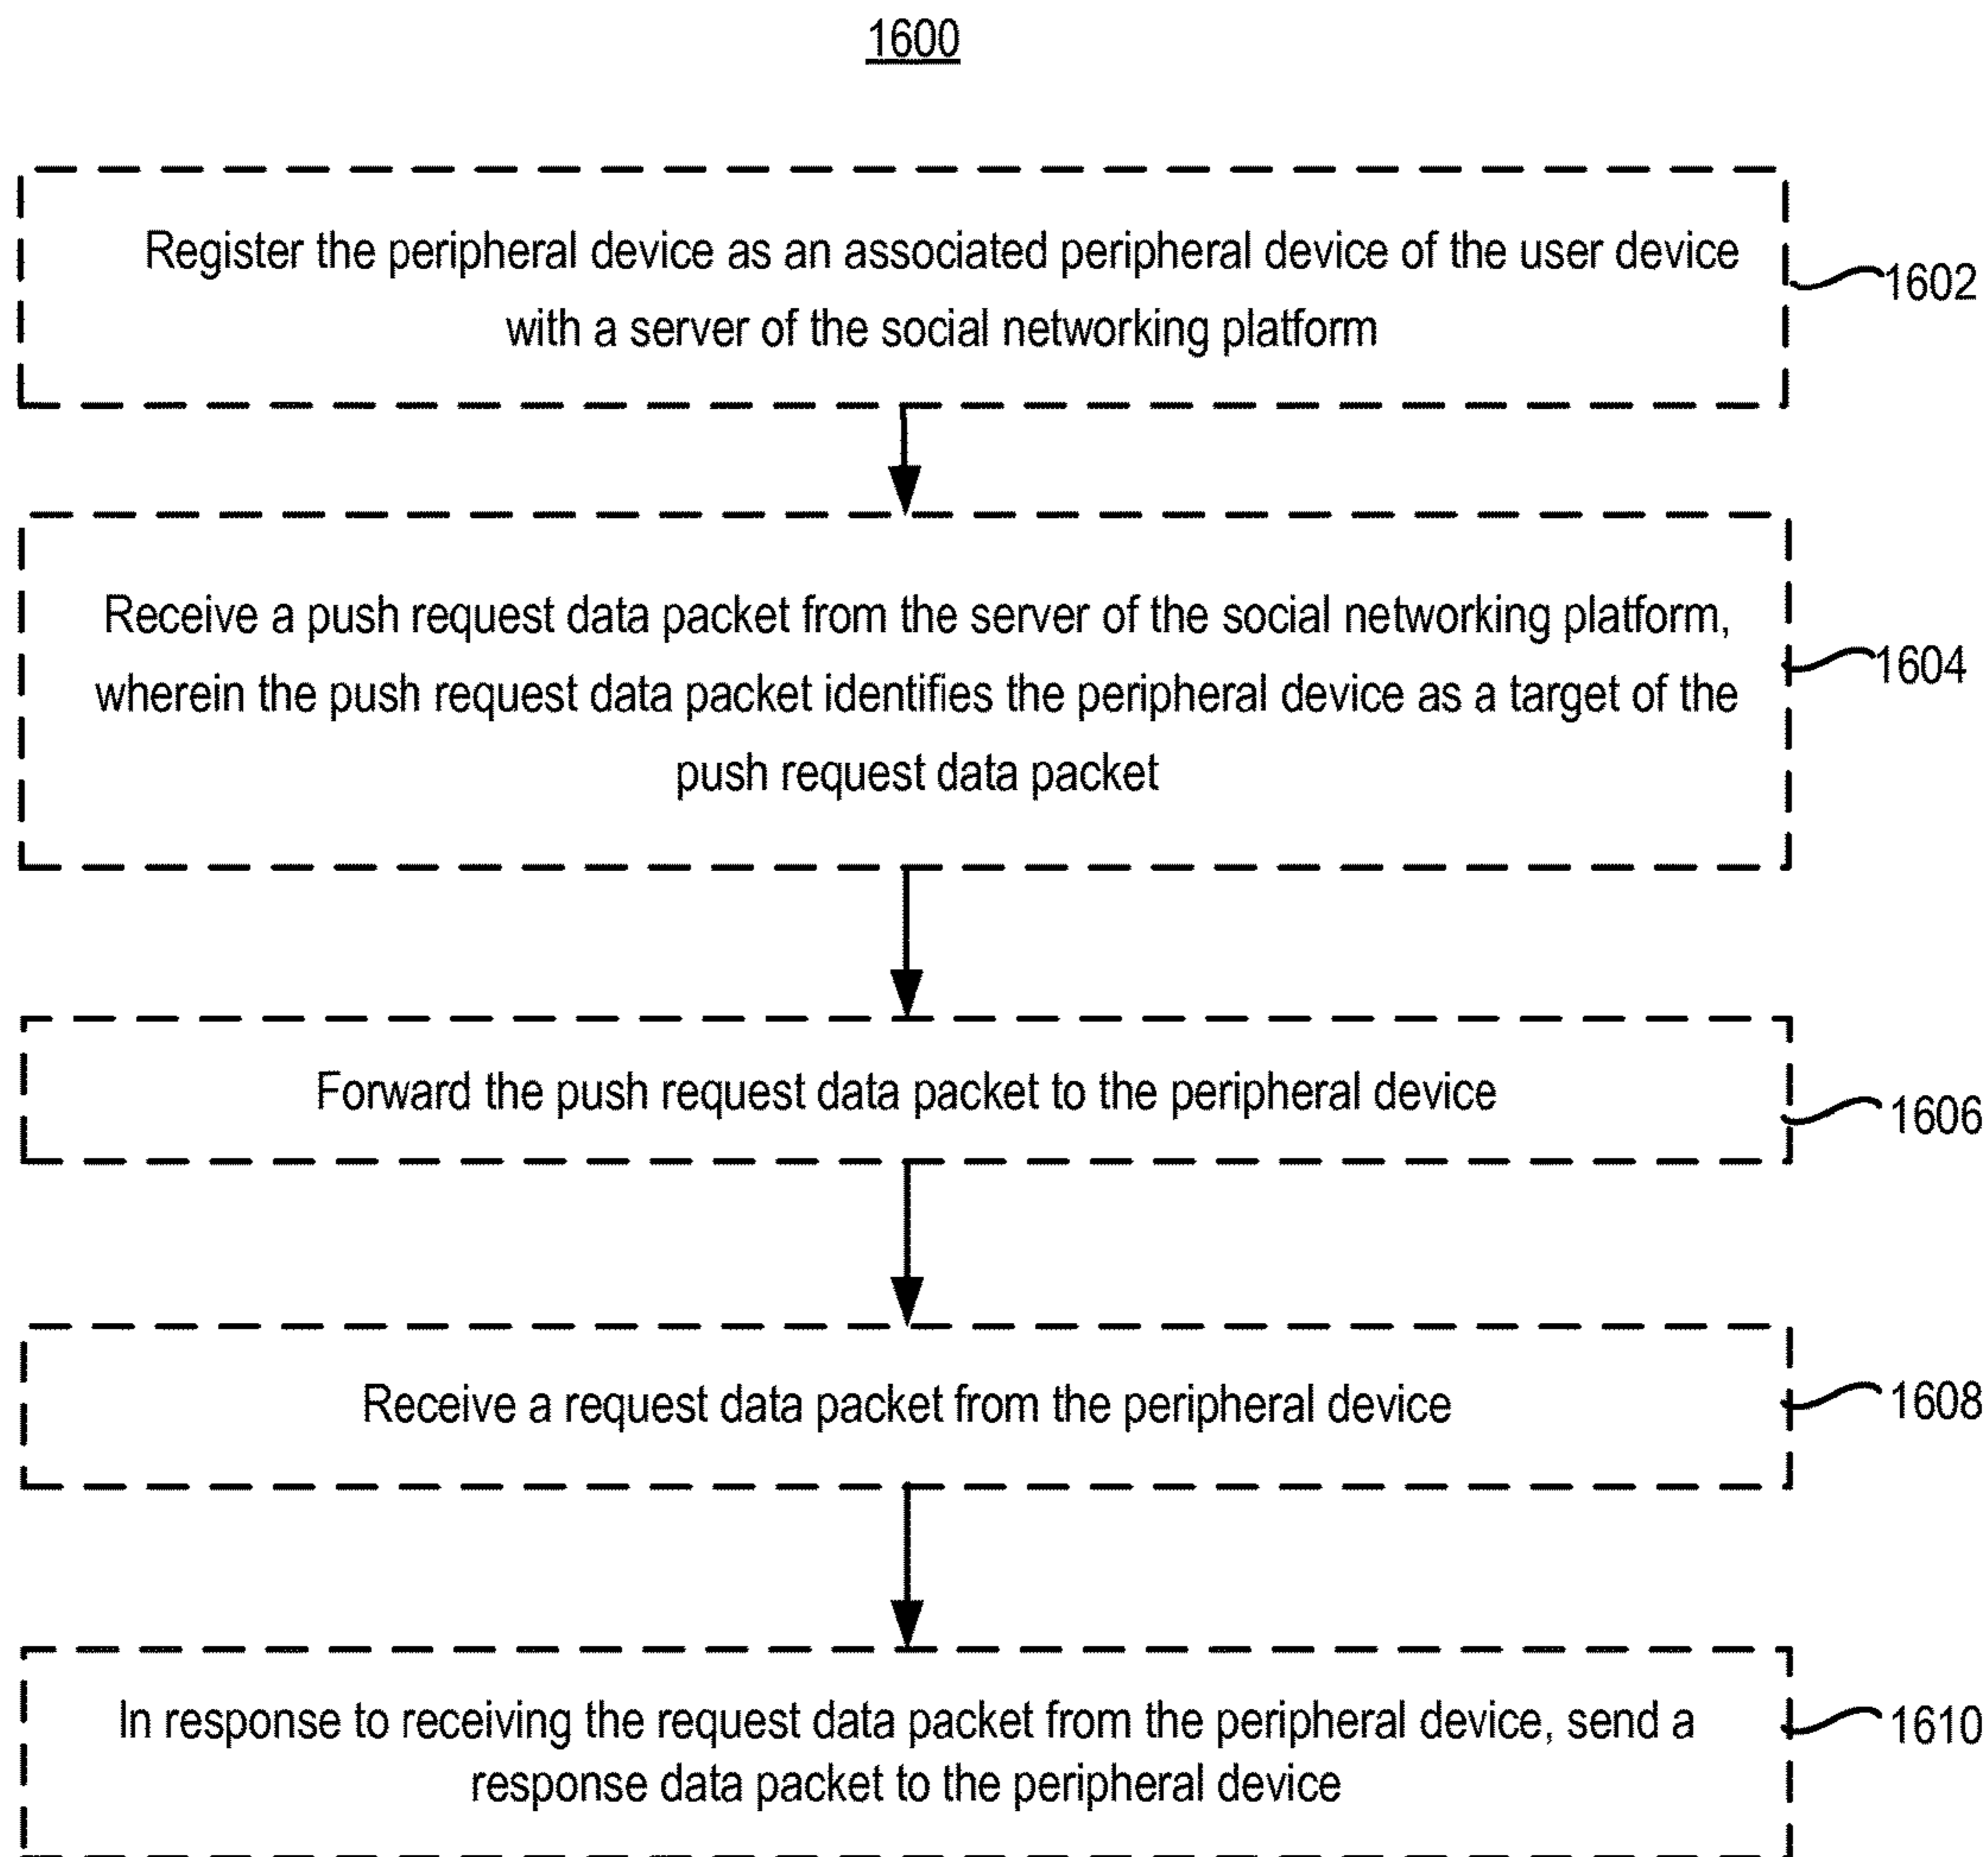 1600
Register the peripheral device as an associated peripheral device of the user device
with a server of the social networking platform
1602
Receive a push request data packet from the server of the social networking platform,
wherein the push request data packet identifies the peripheral device as a target of the
push request data packet
1604
Forward the push request data packet to the peripheral device
1606
Receive a request data packet from the peripheral device
1608
In response to receiving the request data packet from the peripheral device, send a
response data packet to the peripheral device
1610